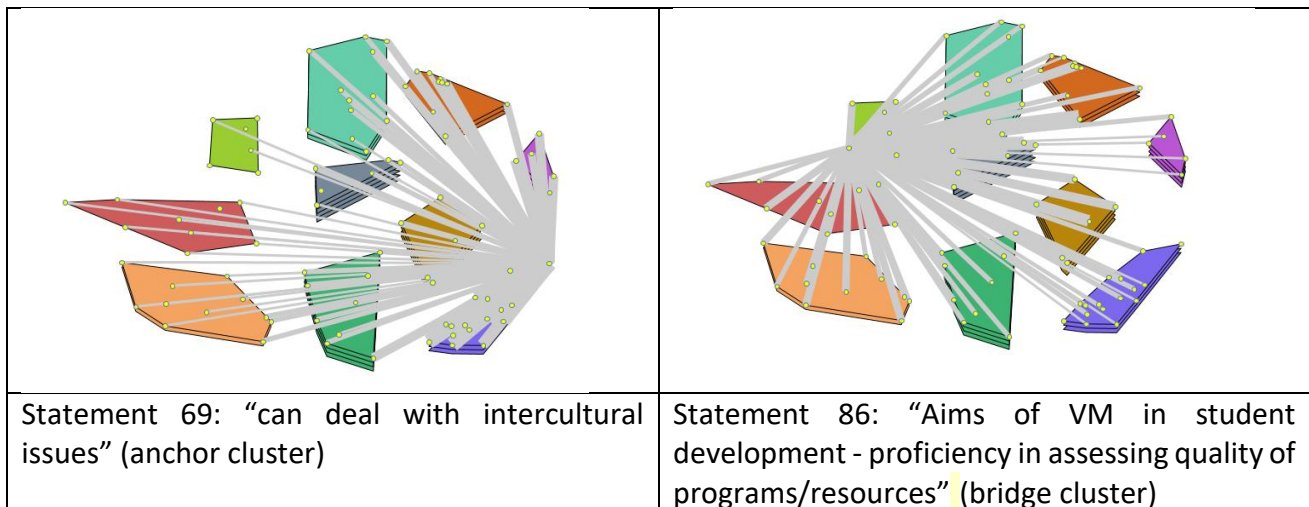 Statement 69: “can deal with intercultural
issues” (anchor cluster)
Statement 86: “Aims of VM in student
development - proficiency in assessing quality of
programs/resources” (bridge cluster)